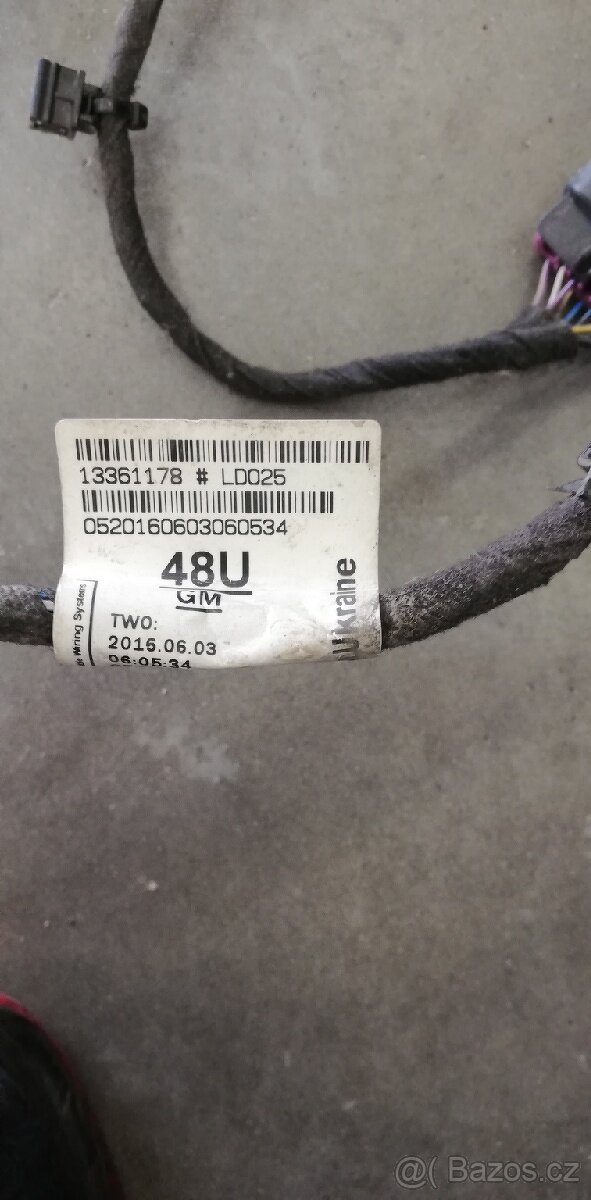 13361178 # LD025
0520160603060534
48U
GM
TWO:
2016.06.03
06:05:34
Wiring Systems
Ukraine
@( Bazos.cz